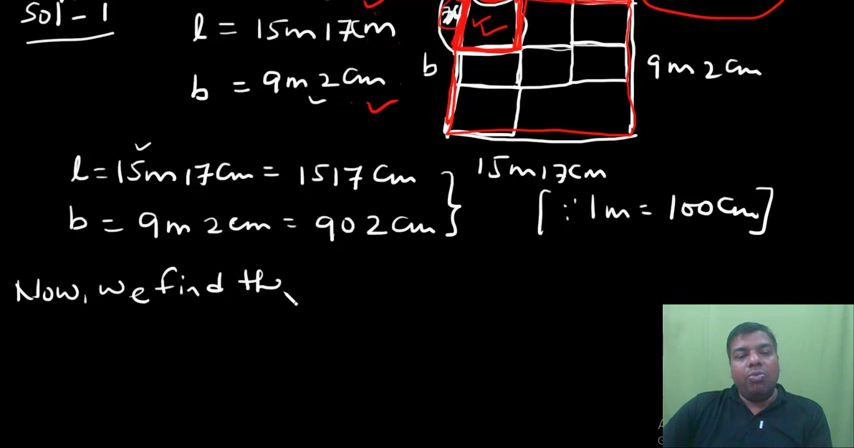 Sol - 1
l = 15m 17cm
b = 9m 2cm
b
9m 2cm
l = 15m 17cm = 1517 cm
15m 17cm
b = 9m 2cm = 902 cm
[∵ 1m = 100cm]
Now, we find th